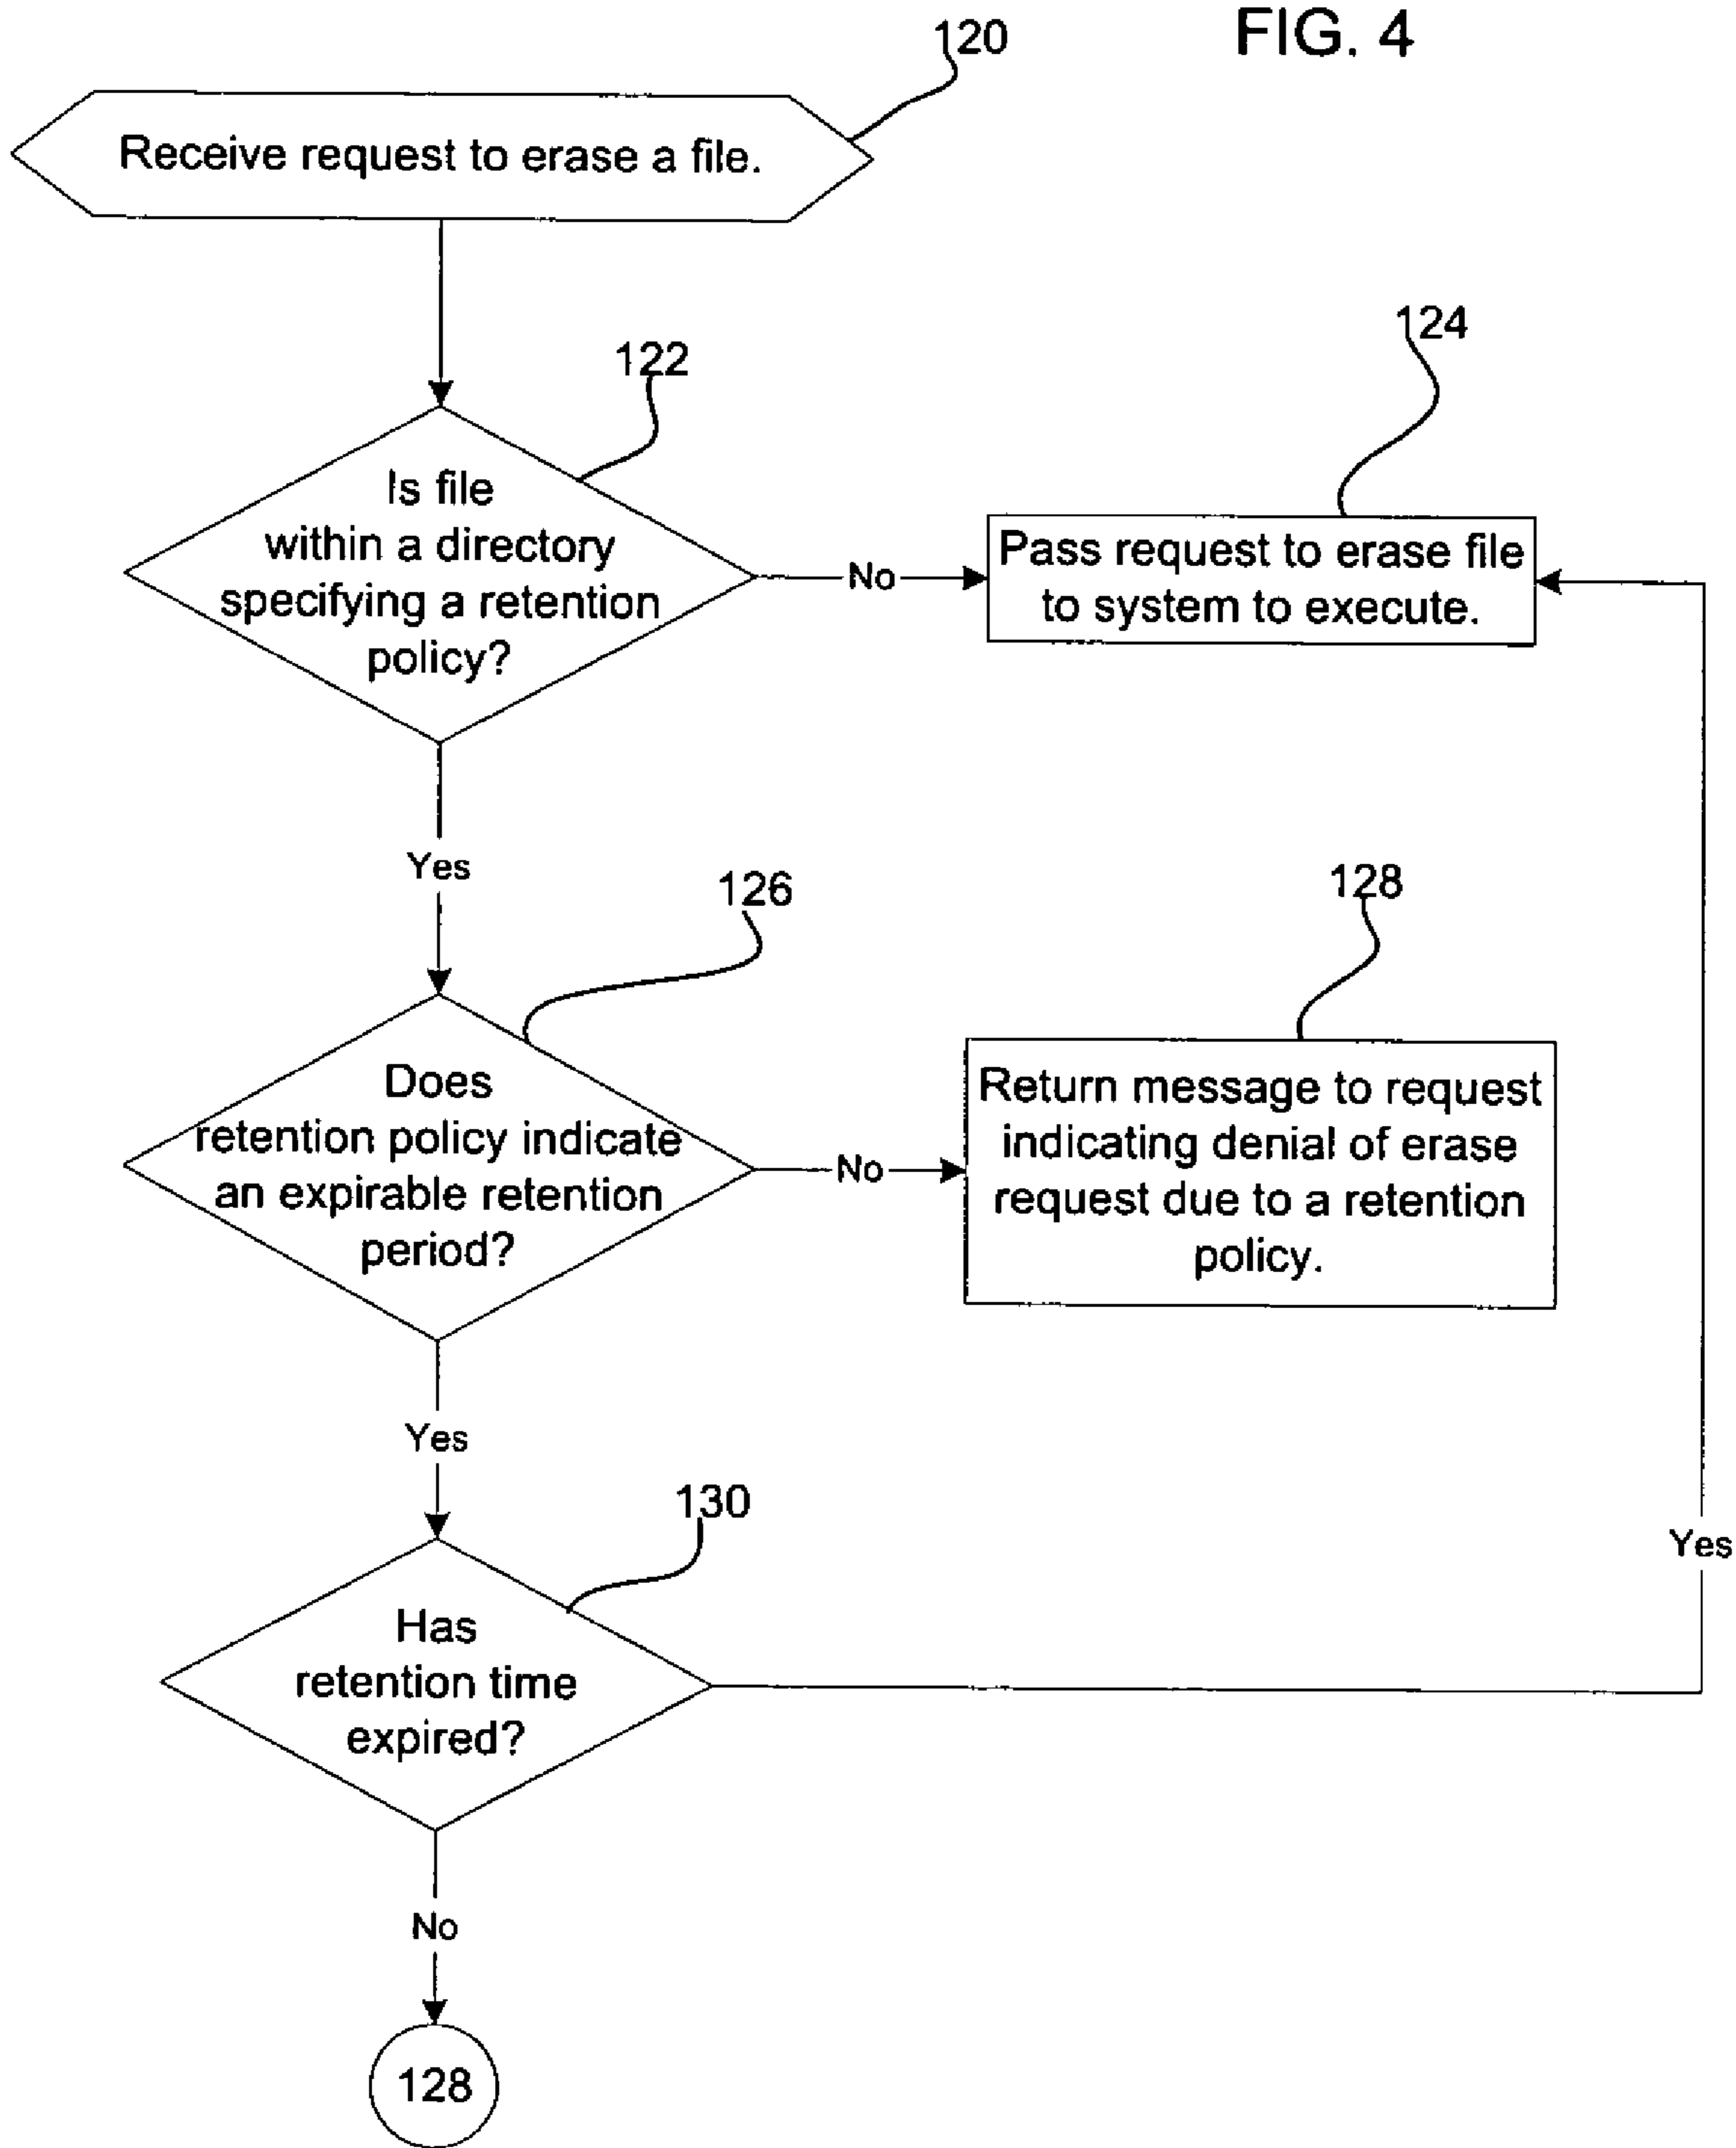 FIG. 4
120
Receive request to erase a file.
122
124
Is file
within a directory
specifying a retention
policy?
No
Pass request to erase file
to system to execute.
Yes
126
128
Does
retention policy indicate
an expirable retention
period?
No
Return message to request
indicating denial of erase
request due to a retention
policy.
Yes
130
Yes
Has
retention time
expired?
No
128